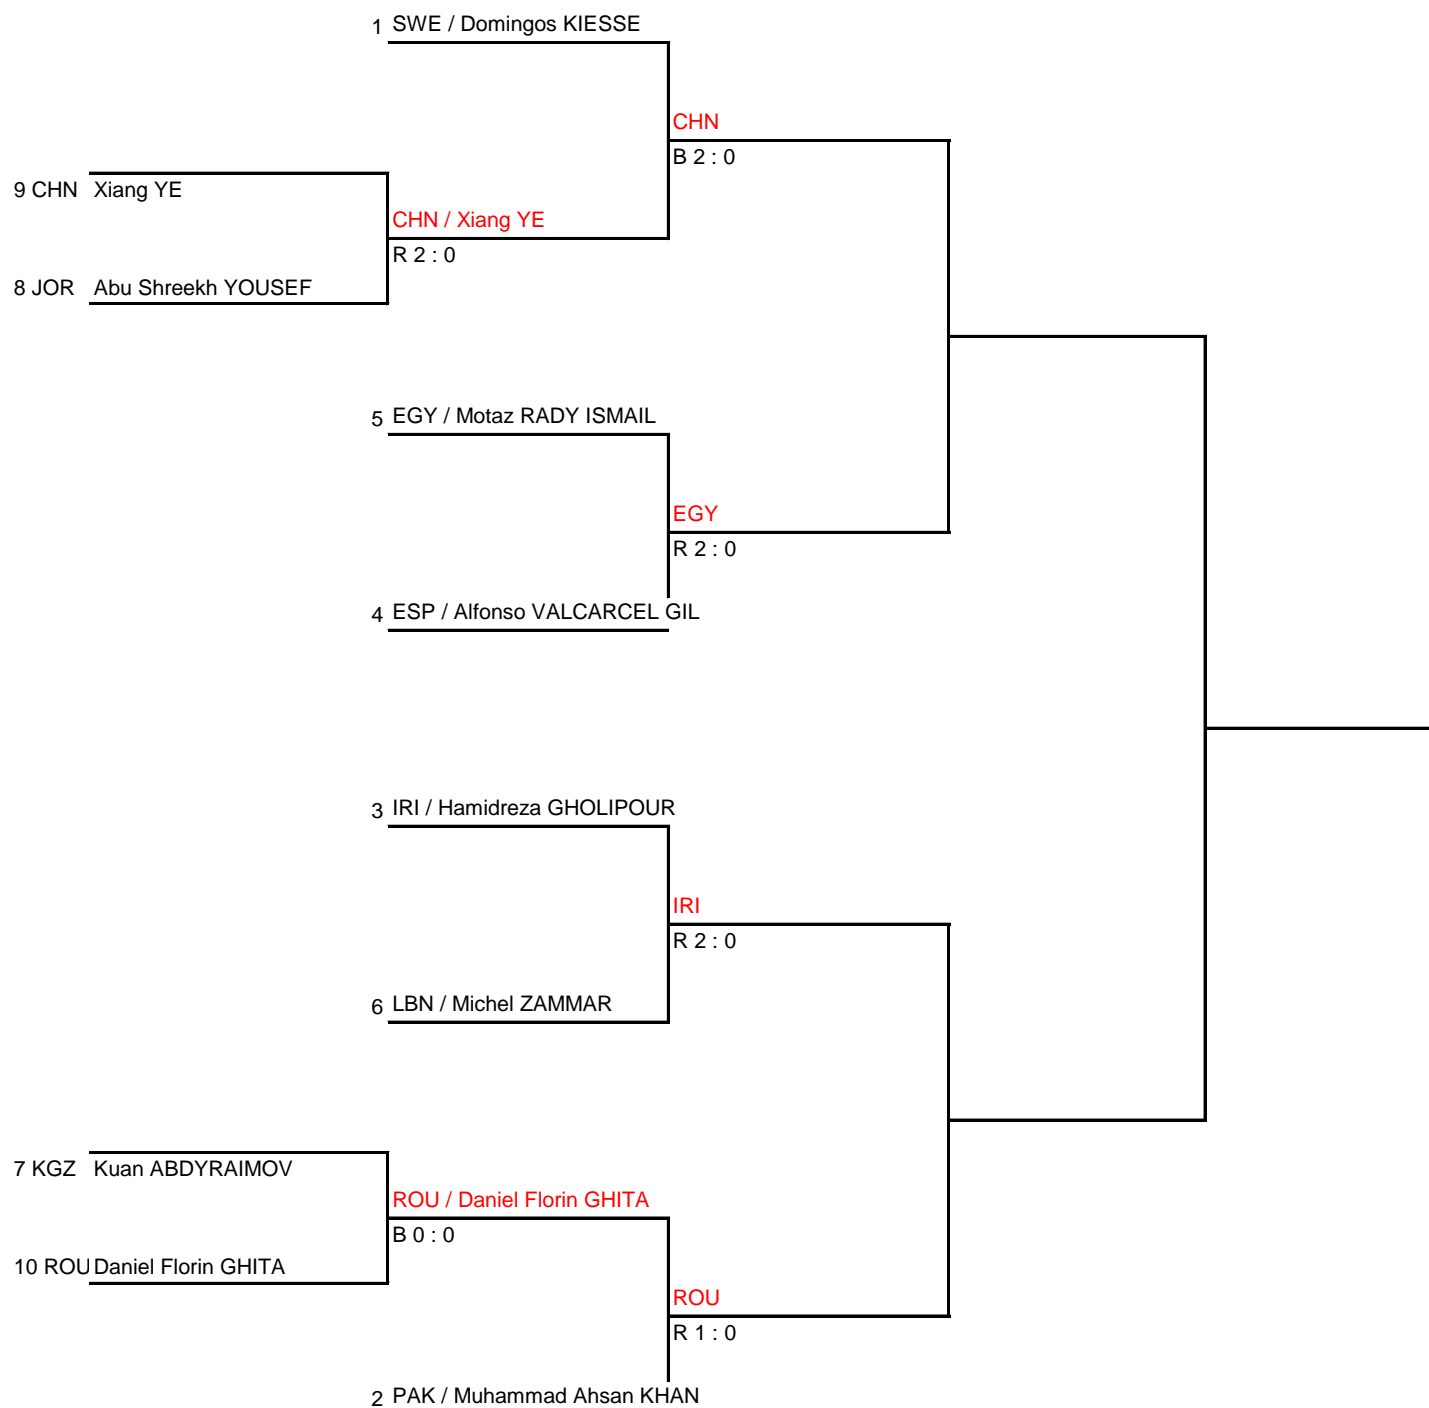 1 SWE / Domingos KIESSE
CHN
B 2 : 0
9 CHN Xiang YE
CHN / Xiang YE
R 2 : 0
8 JOR Abu Shreekh YOUSEF
5 EGY / Motaz RADY ISMAIL
EGY
R 2 : 0
4 ESP / Alfonso VALCARCEL GIL
3 IRI / Hamidreza GHOLIPOUR
IRI
R 2 : 0
6 LBN / Michel ZAMMAR
7 KGZ Kuan ABDYRAIMOV
ROU / Daniel Florin GHITA
B 0 : 0
10 ROU Daniel Florin GHITA
ROU
R 1 : 0
2 PAK / Muhammad Ahsan KHAN